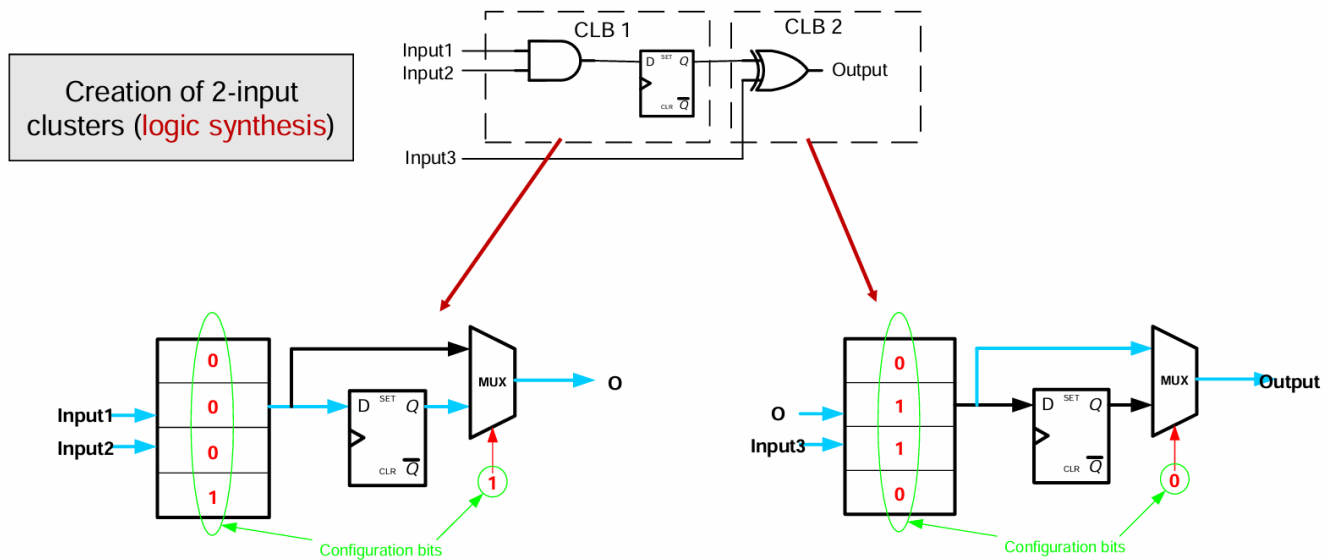 CLB 1
CLB 2
Input1
Input2
D SET Q
CLR Q
Output
Input3
Creation of 2-input
clusters (logic synthesis)
0
0
0
1
Input1
Input2
D SET Q
CLR Q
MUX
O
1
Configuration bits
0
1
1
0
O
Input3
D SET Q
CLR Q
MUX
Output
0
Configuration bits